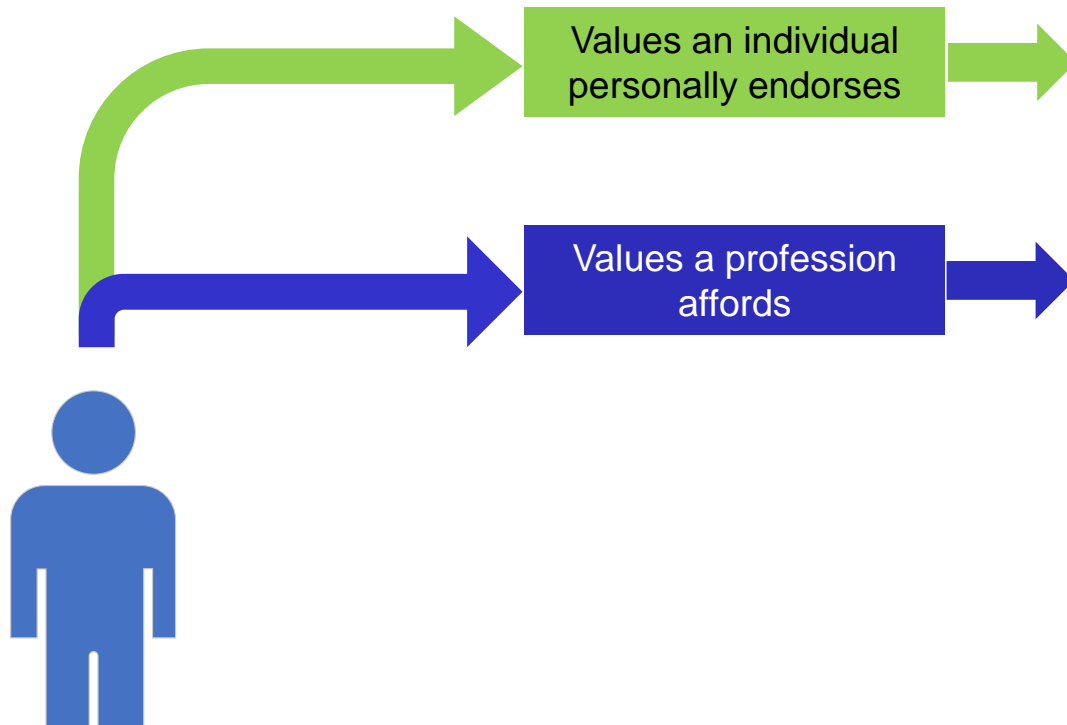 Values an individual
personally endorses
Values a profession
affords